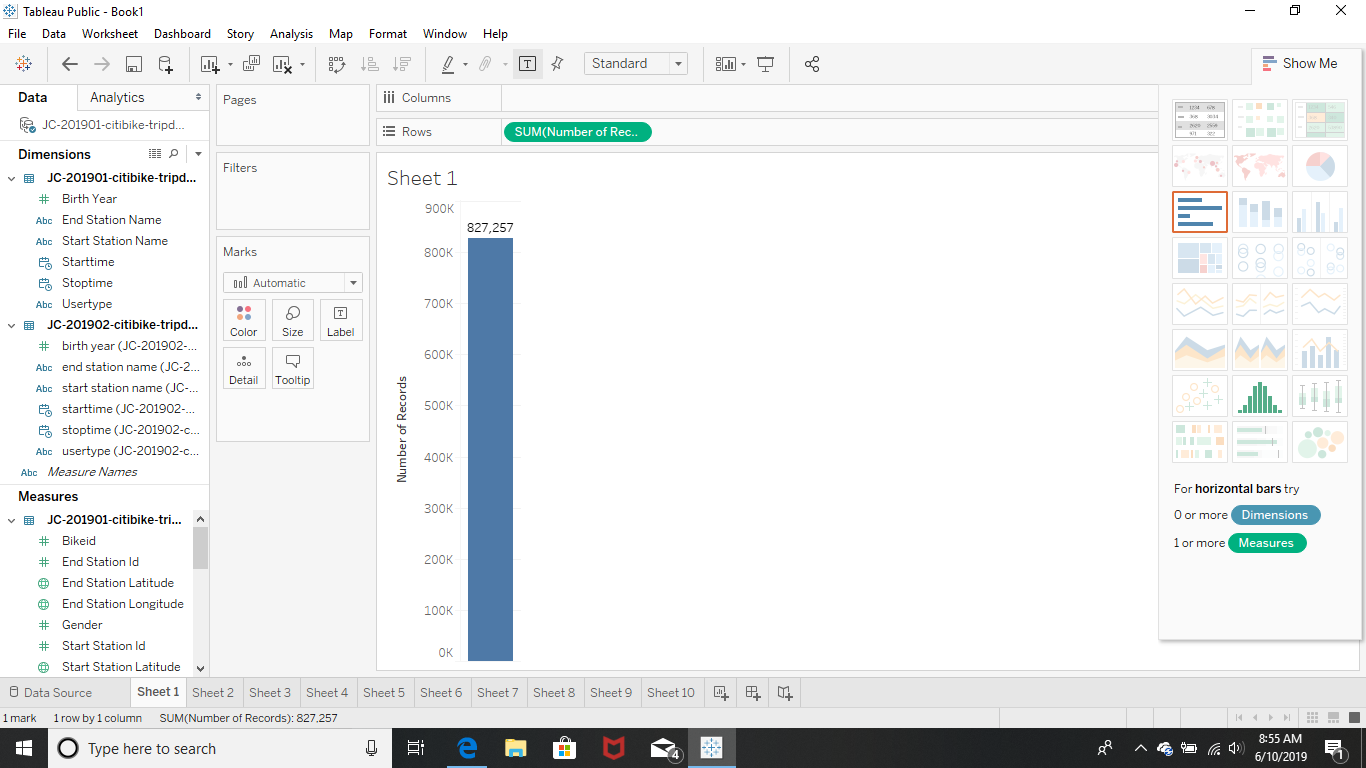 Tableau Public - Book1
File Data Worksheet Dashboard Story Analysis Map Format Window Help
Standard
Show Me
Data Analytics
JC-201901-citibike-tripd...
Dimensions
JC-201901-citibike-tripd...
Birth Year
Abc End Station Name
Abc Start Station Name
Starttime
Stoptime
Abc Usertype
JC-201902-citibike-tripd...
birth year (JC-201902-...
Abc end station name (JC-2...
Abc start station name (JC-...
starttime (JC-201902-...
stoptime (JC-201902-c...
Abc usertype (JC-201902-c...
Abc Measure Names
Measures
JC-201901-citibike-tri...
Bikeid
End Station Id
End Station Latitude
End Station Longitude
Gender
Start Station Id
Start Station Latitude
Pages
Filters
Marks
Automatic
Color Size Label
Detail Tooltip
Columns
Rows SUM(Number of Rec..
Sheet 1
Number of Records
900K
827,257
800K
700K
600K
500K
400K
300K
200K
100K
0K
For horizontal bars try
0 or more Dimensions
1 or more Measures
Data Source Sheet 1 Sheet 2 Sheet 3 Sheet 4 Sheet 5 Sheet 6 Sheet 7 Sheet 8 Sheet 9 Sheet 10
1 mark 1 row by 1 column SUM(Number of Records): 827,257
Type here to search
4
8:55 AM
6/10/2019
1